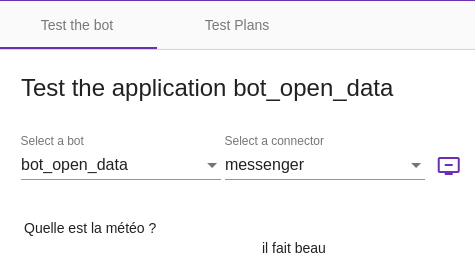 Test the bot
Test Plans
Test the application bot_open_data
Select a bot
Select a connector
bot_open_data
messenger
Quelle est la météo ?
il fait beau